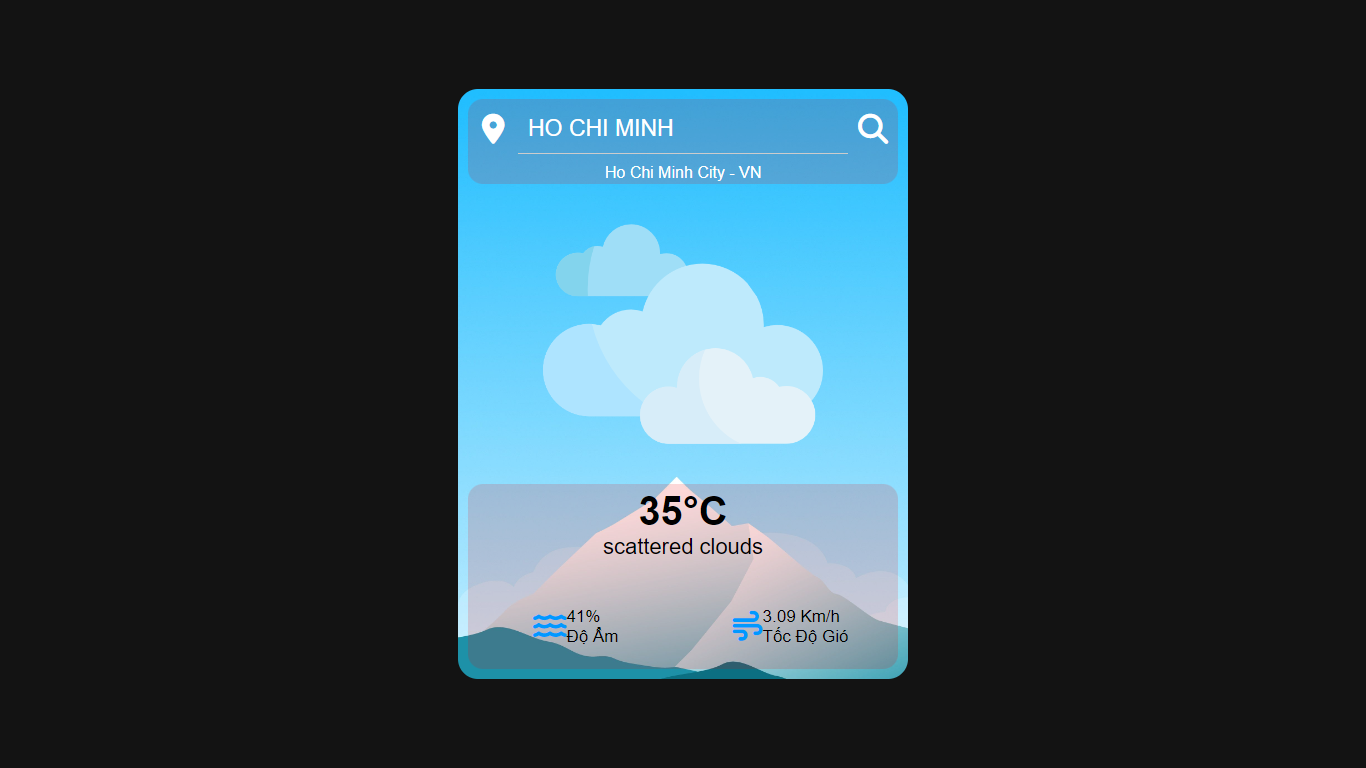 HO CHI MINH
Ho Chi Minh City - VN
35°C
scattered clouds
41%
Độ Ẩm
3.09 Km/h
Tốc Độ Gió